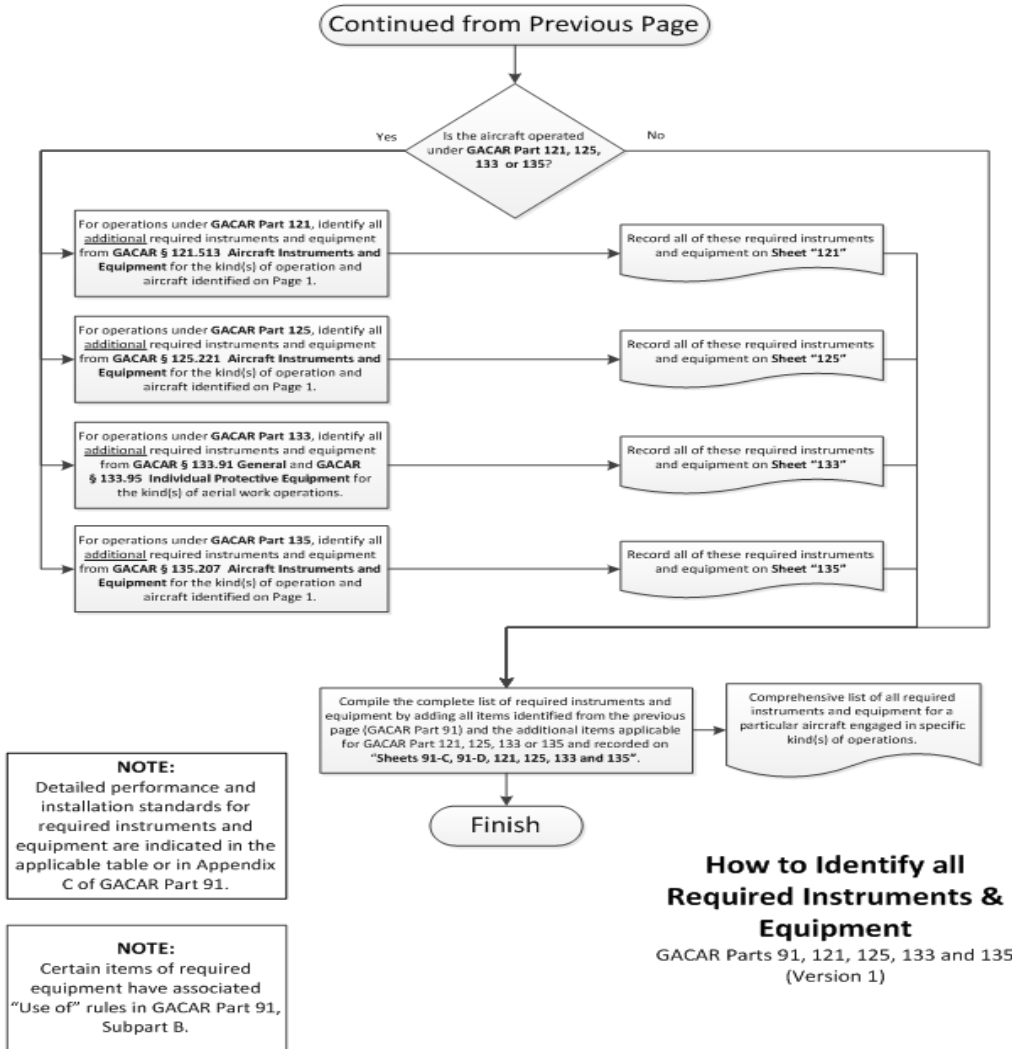 Continued from Previous Page
Is the aircraft operated
under GACAR Part 121, 125,
133 or 135?
Yes
No
For operations under GACAR Part 121, identify all
additional required instruments and equipment
from GACAR § 121.513 Aircraft Instruments and
Equipment for the kind(s) of operation and
aircraft identified on Page 1.
Record all of these required instruments
and equipment on Sheet "121"
For operations under GACAR Part 125, identify all
additional required instruments and equipment
from GACAR § 125.221 Aircraft Instruments and
Equipment for the kind(s) of operation and
aircraft identified on Page 1.
Record all of these required instruments
and equipment on Sheet "125"
For operations under GACAR Part 133, identify all
additional required instruments and equipment
from GACAR § 133.91 General and GACAR
§ 133.95 Individual Protective Equipment for
the kind(s) of aerial work operations.
Record all of these required instruments
and equipment on Sheet "133"
For operations under GACAR Part 135, identify all
additional required instruments and equipment
from GACAR § 135.207 Aircraft Instruments and
Equipment for the kind(s) of operation and
aircraft identified on Page 1.
Record all of these required instruments
and equipment on Sheet "135"
Compile the complete list of required instruments and
equipment by adding all items identified from the previous
page (GACAR Part 91) and the additional items applicable
for GACAR Part 121, 125, 133 or 135 and recorded on
"Sheets 91-C, 91-D, 121, 125, 133 and 135".
Comprehensive list of all required
instruments and equipment for a
particular aircraft engaged in specific
kind(s) of operations.
Finish
NOTE:
Detailed performance and
installation standards for
required instruments and
equipment are indicated in the
applicable table or in Appendix
C of GACAR Part 91.
NOTE:
Certain items of required
equipment have associated
"Use of" rules in GACAR Part 91,
Subpart B.
How to Identify all
Required Instruments &
Equipment
GACAR Parts 91, 121, 125, 133 and 135
(Version 1)